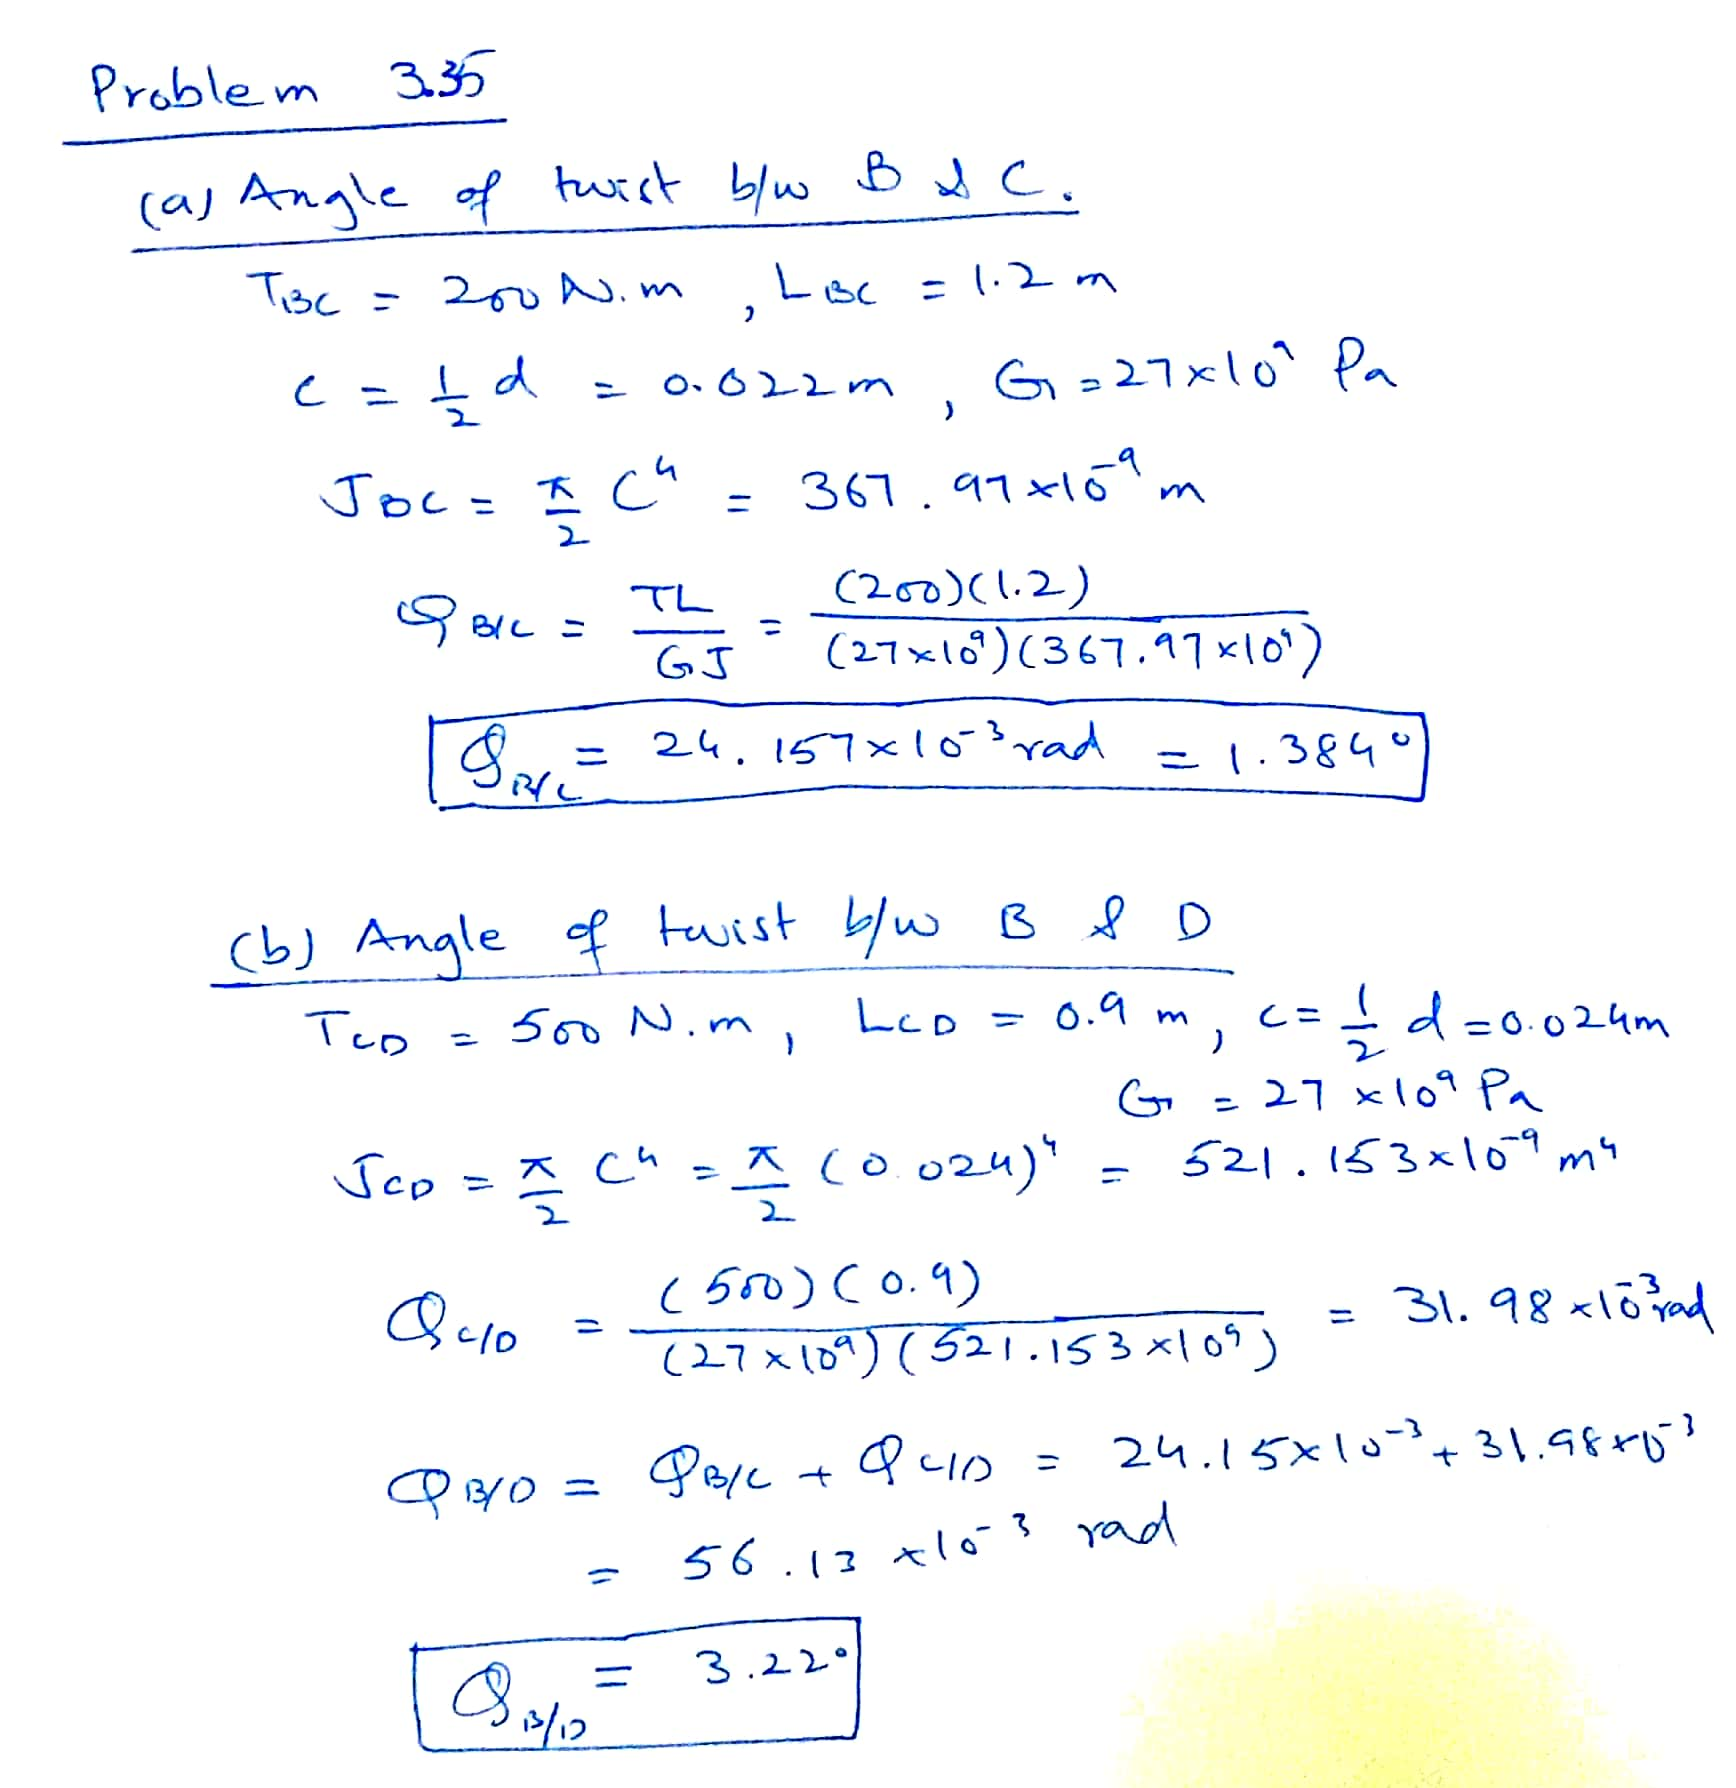 Problem 3.35
(a) Angle of twist b/w B & C.
T_BC = 200 N.m , L_BC = 1.2 m
c = 1/2 d = 0.022 m , G = 27×10⁹ Pa
J_BC = π/2 C⁴ = 367.97×10⁻⁹ m
φ_B/C = TL/GJ = (200)(1.2)/(27×10⁹)(367.97×10⁹)
φ_B/C = 24.157×10⁻³ rad = 1.384°
(b) Angle of twist b/w B & D
T_CD = 500 N.m , L_CD = 0.9 m , c = 1/2 d = 0.024m
G = 27×10⁹ Pa
J_CD = π/2 C⁴ = π/2 (0.024)⁴ = 521.153×10⁻⁹ m⁴
φ_C/D = (500)(0.9)/(27×10⁹)(521.153×10⁹) = 31.98×10⁻³ rad
φ_B/D = φ_B/C + φ_C/D = 24.15×10⁻³ + 31.98×10⁻³
= 56.13×10⁻³ rad
φ_B/D = 3.22°